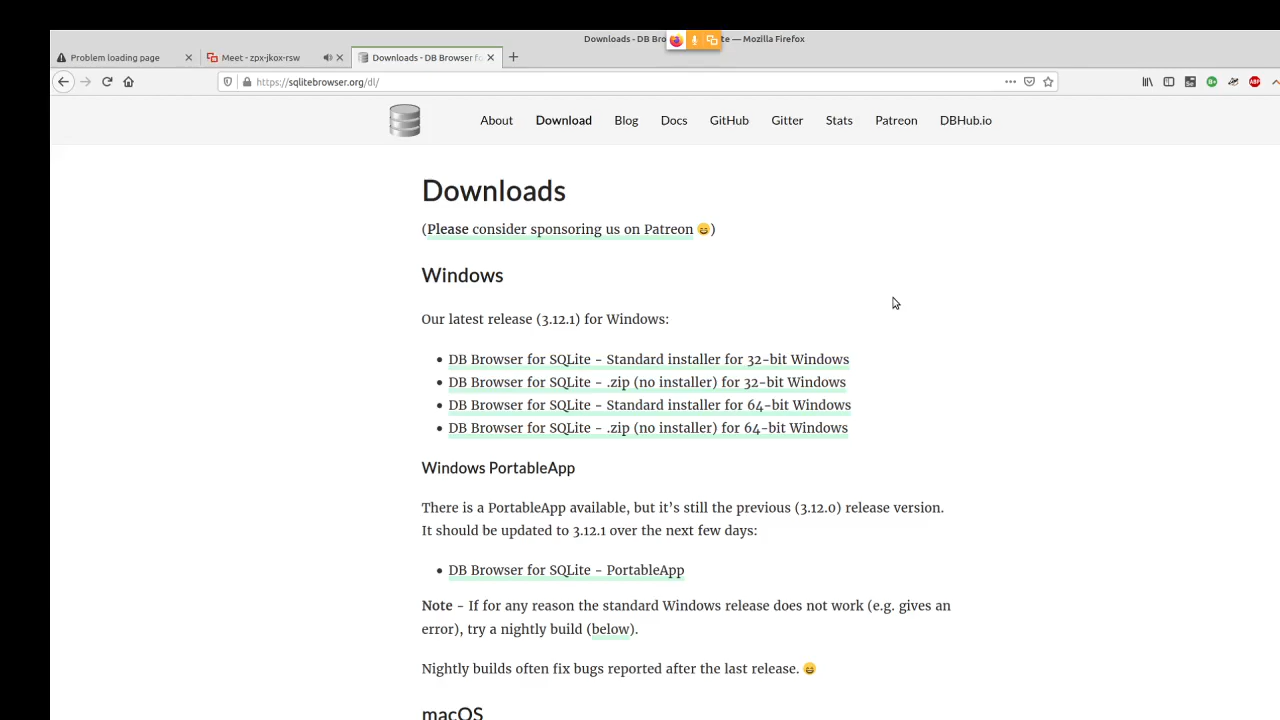 Downloads - DB Bro te — Mozilla Firefox
Problem loading page
Meet - zpx-jkox-rsw
Downloads - DB Browser fo
https://sqlitebrowser.org/dl/
ABP
About Download Blog Docs GitHub Gitter Stats Patreon DBHub.io
Downloads
(Please consider sponsoring us on Patreon 😄)
Windows
Our latest release (3.12.1) for Windows:
• DB Browser for SQLite - Standard installer for 32-bit Windows
• DB Browser for SQLite - .zip (no installer) for 32-bit Windows
• DB Browser for SQLite - Standard installer for 64-bit Windows
• DB Browser for SQLite - .zip (no installer) for 64-bit Windows
Windows PortableApp
There is a PortableApp available, but it's still the previous (3.12.0) release version.
It should be updated to 3.12.1 over the next few days:
• DB Browser for SQLite - PortableApp
Note - If for any reason the standard Windows release does not work (e.g. gives an
error), try a nightly build (below).
Nightly builds often fix bugs reported after the last release. 😄
macOS